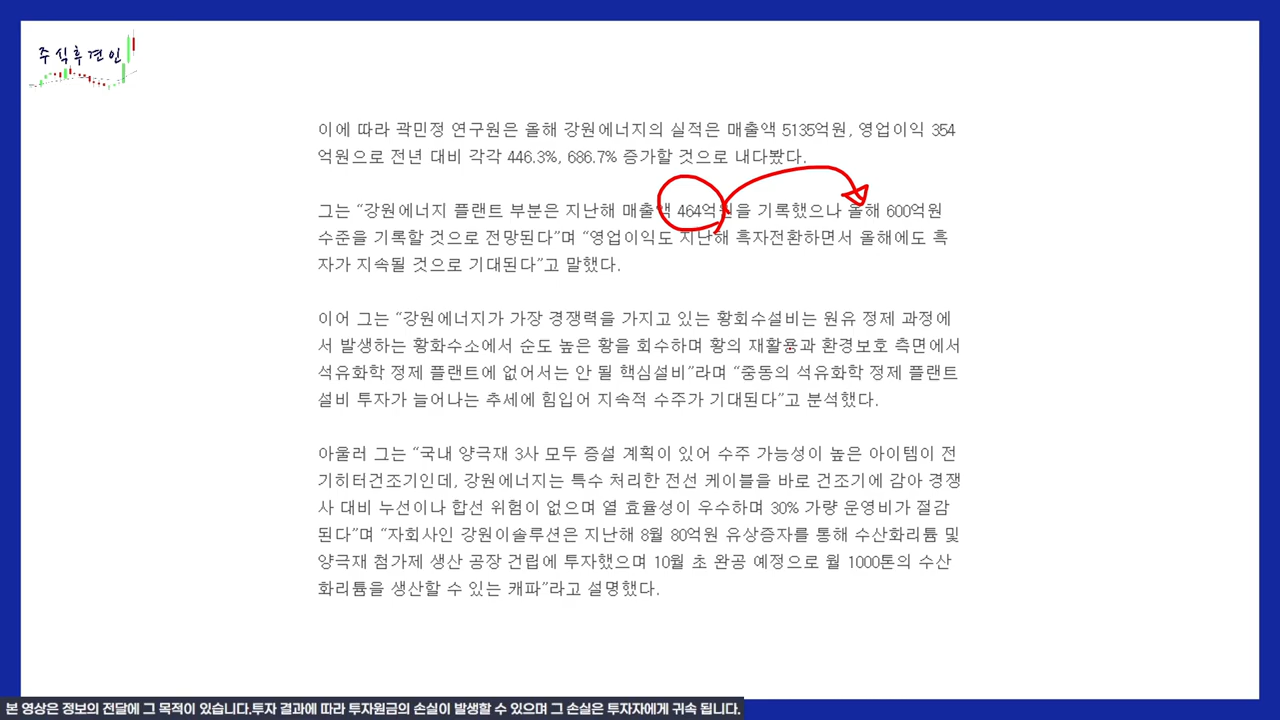 주식후견인
이에 따라 곽민정 연구원은 올해 강원에너지의 실적은 매출액 5135억원, 영업이익 354
억원으로 전년 대비 각각 446.3%, 686.7% 증가할 것으로 내다봤다.
그는 “강원에너지 플랜트 부분은 지난해 매출액 464억원을 기록했으나 올해 600억원
수준을 기록할 것으로 전망된다”며 “영업이익도 지난해 흑자전환하면서 올해에도 흑
자가 지속될 것으로 기대된다”고 말했다.
이어 그는 “강원에너지가 가장 경쟁력을 가지고 있는 황회수설비는 원유 정제 과정에
서 발생하는 황화수소에서 순도 높은 황을 회수하며 황의 재활용과 환경보호 측면에서
석유화학 정제 플랜트에 없어서는 안 될 핵심설비”라며 “중동의 석유화학 정제 플랜트
설비 투자가 늘어나는 추세에 힘입어 지속적 수주가 기대된다”고 분석했다.
아울러 그는 “국내 양극재 3사 모두 증설 계획이 있어 수주 가능성이 높은 아이템이 전
기히터건조기인데, 강원에너지는 특수 처리한 전선 케이블을 바로 건조기에 감아 경쟁
사 대비 누선이나 합선 위험이 없으며 열 효율성이 우수하며 30% 가량 운영비가 절감
된다”며 “자회사인 강원이솔루션은 지난해 8월 80억원 유상증자를 통해 수산화리튬 및
양극재 첨가제 생산 공장 건립에 투자했으며 10월 초 완공 예정으로 월 1000톤의 수산
화리튬을 생산할 수 있는 캐파”라고 설명했다.
본 영상은 정보의 전달에 그 목적이 있습니다.투자 결과에 따라 투자원금의 손실이 발생할 수 있으며 그 손실은 투자자에게 귀속 됩니다.